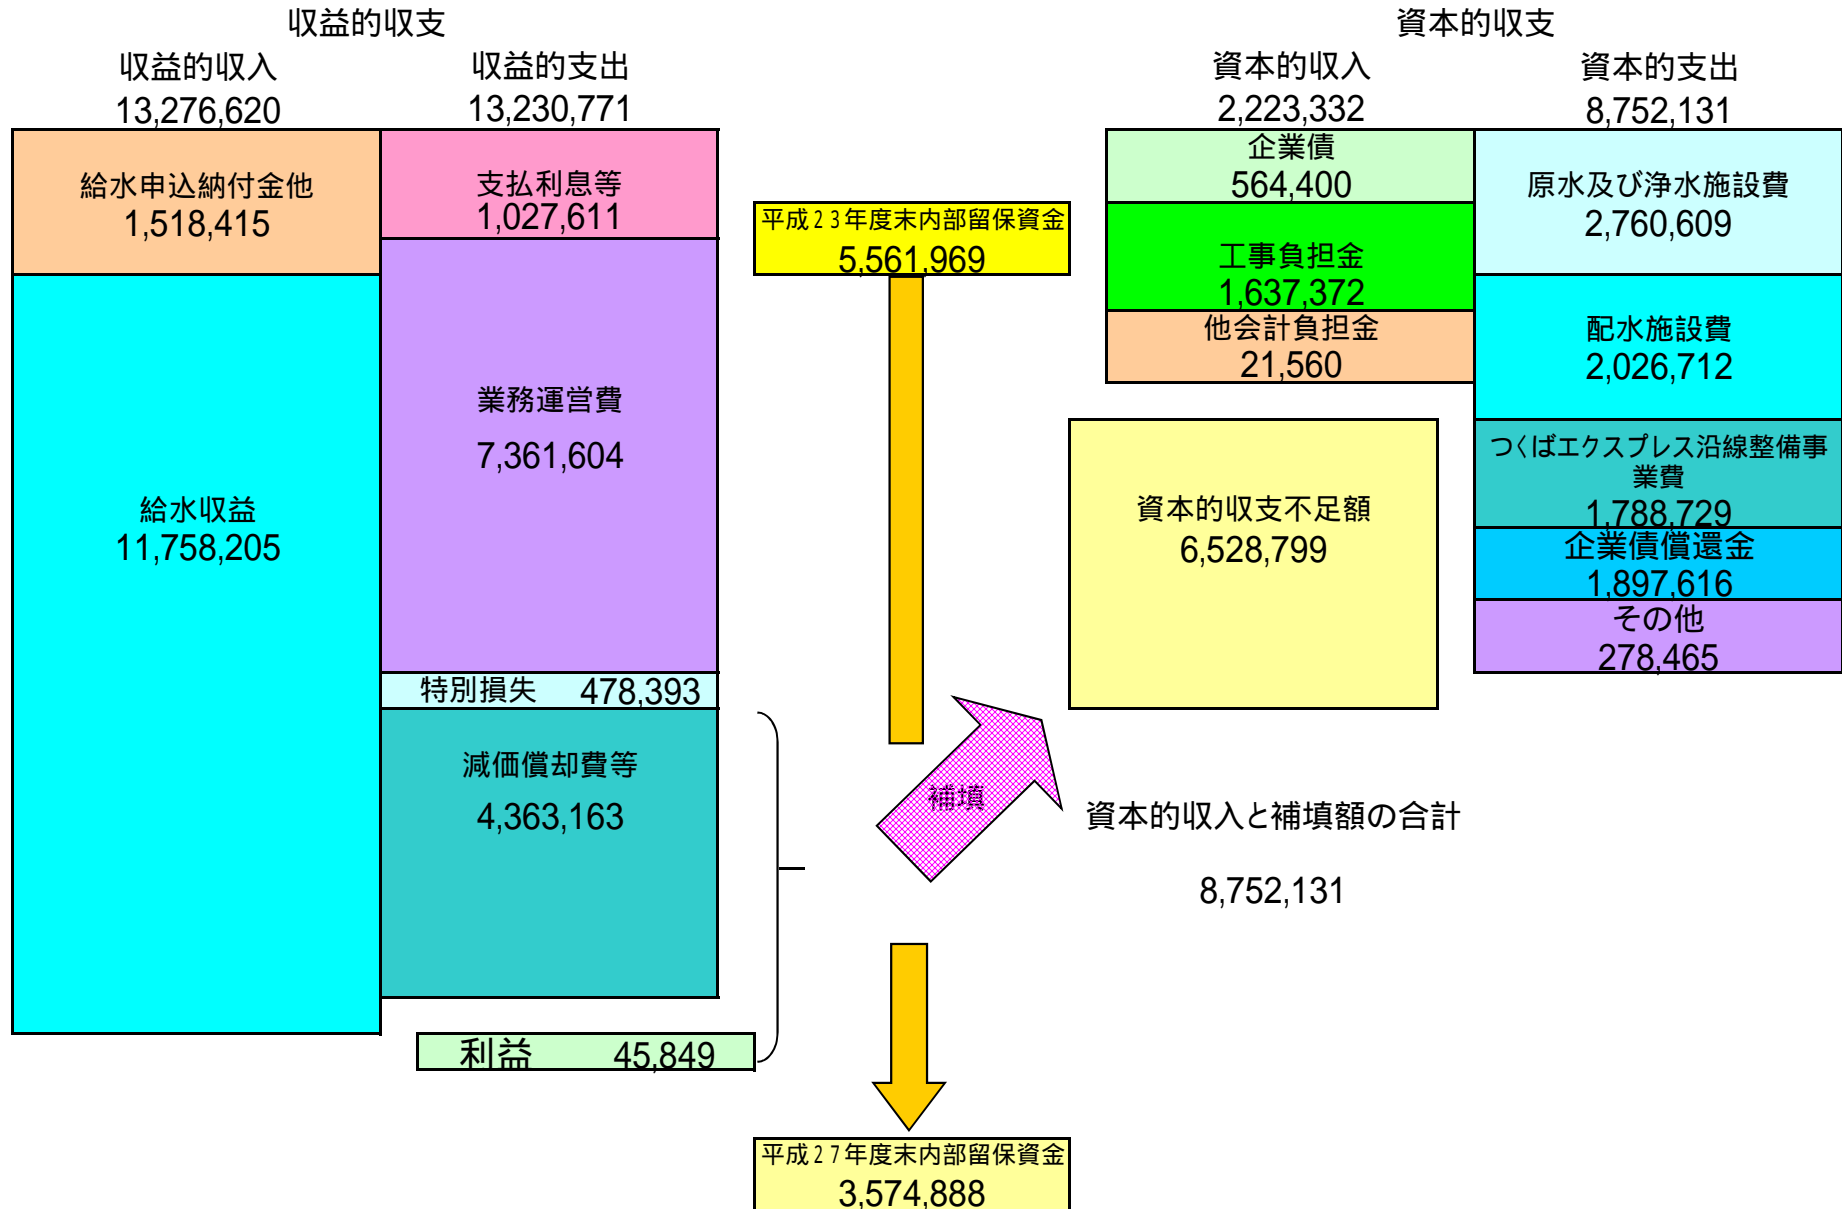 収益的収支
収益的収入
13,276,620
収益的支出
13,230,771
給水申込納付金他
1,518,415
給水収益
11,758,205
支払利息等
1,027,611
業務運営費
7,361,604
特別損失 478,393
減価償却費等
4,363,163
利益 45,849
平成23年度末内部留保資金
5,561,969
補填
平成27年度末内部留保資金
3,574,888
資本的収支
資本的収入
2,223,332
資本的支出
8,752,131
企業債
564,400
工事負担金
1,637,372
他会計負担金
21,560
資本的収支不足額
6,528,799
資本的収入と補填額の合計
8,752,131
原水及び浄水施設費
2,760,609
配水施設費
2,026,712
つくばエクスプレス沿線整備事
業費
1,788,729
企業債償還金
1,897,616
その他
278,465